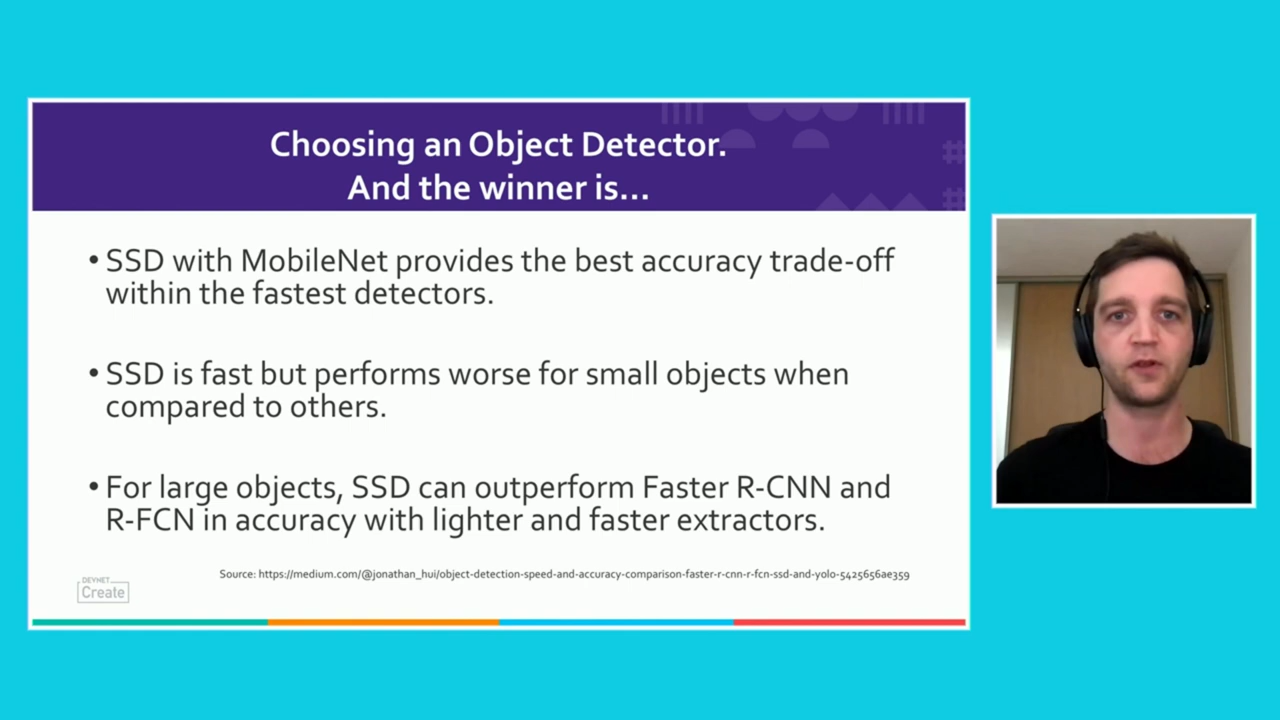 Choosing an Object Detector.
And the winner is...
• SSD with MobileNet provides the best accuracy trade-off
within the fastest detectors.
• SSD is fast but performs worse for small objects when
compared to others.
• For large objects, SSD can outperform Faster R-CNN and
R-FCN in accuracy with lighter and faster extractors.
Source: https://medium.com/@jonathan_hui/object-detection-speed-and-accuracy-comparison-faster-r-cnn-r-fcn-ssd-and-yolo-5425656ae359
DEVNET
Create